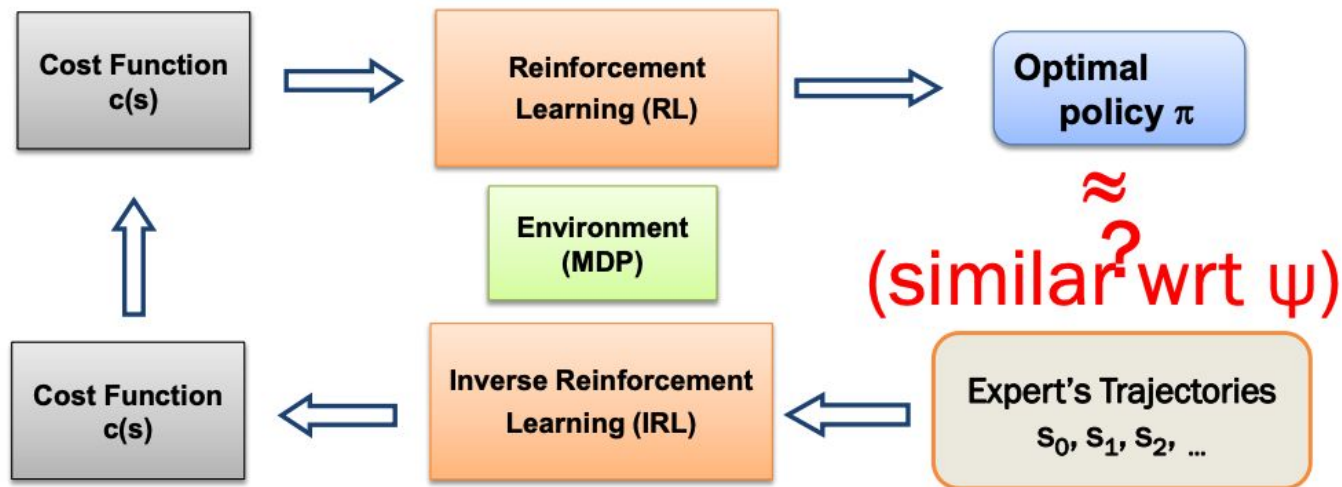 Cost Function
c(s)
Reinforcement
Learning (RL)
Optimal
policy π
≈
?
(similar wrt ψ)
Environment
(MDP)
Cost Function
c(s)
Inverse Reinforcement
Learning (IRL)
Expert's Trajectories
s₀, s₁, s₂, ...